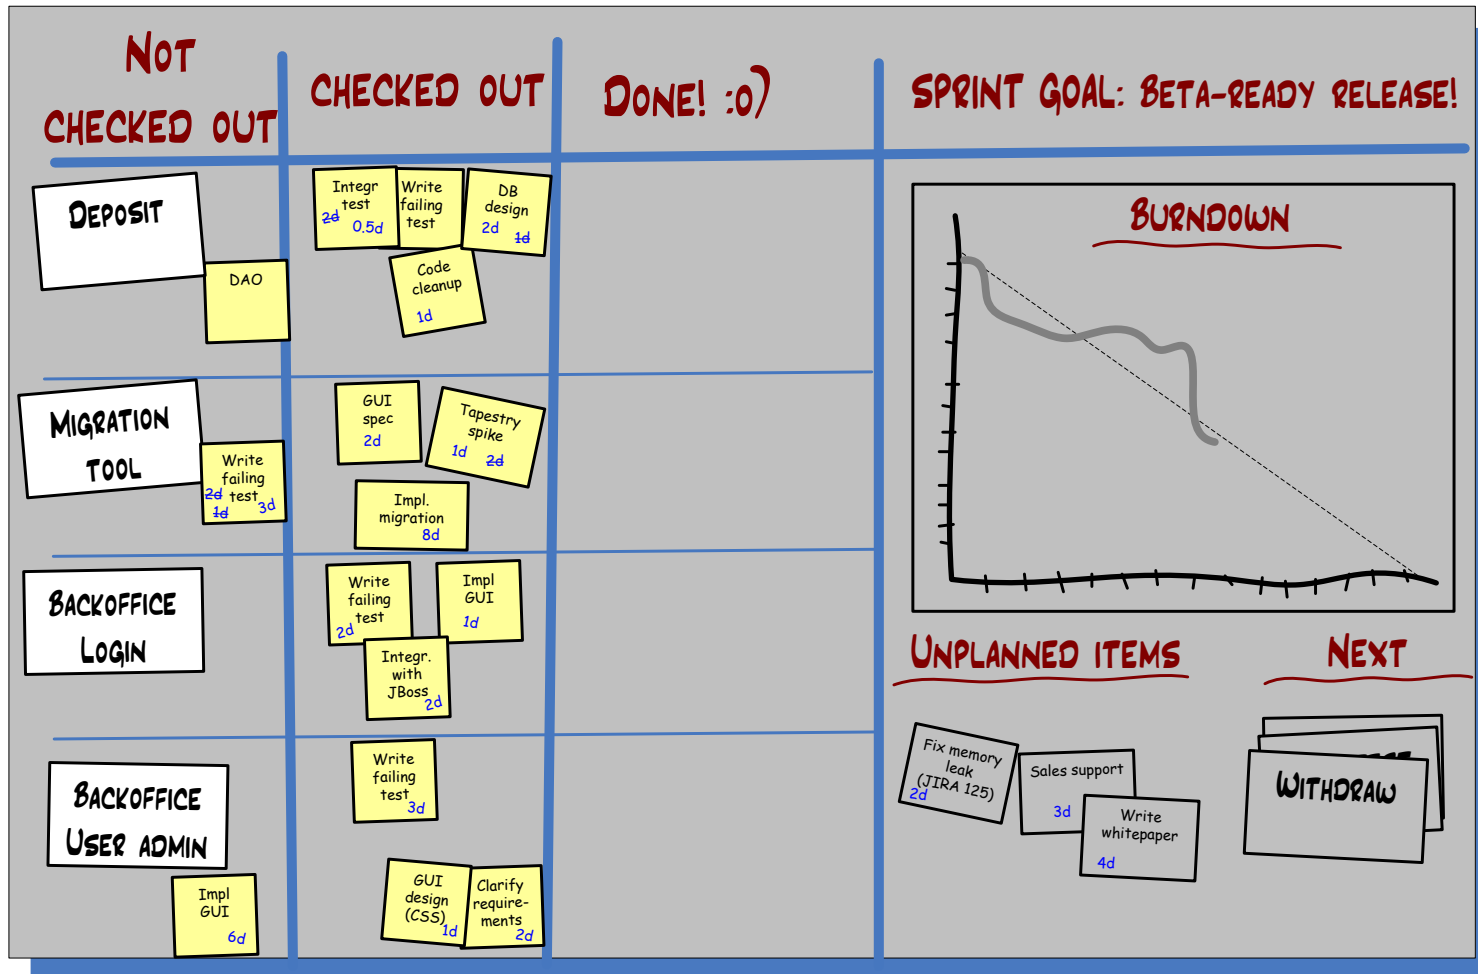 Not
checked out
checked out
Done! :o)
Sprint goal: Beta-ready release!
Deposit
DAO
Integr
test
2d
0.5d
Write
failing
test
DB
design
2d
1d
Code
cleanup
1d
Migration
tool
Write
failing
test
2d
1d
3d
GUI
spec
2d
Tapestry
spike
1d
2d
Impl.
migration
8d
Backoffice
Login
Write
failing
test
2d
Impl
GUI
1d
Integr.
with
JBoss
2d
Backoffice
User admin
Impl
GUI
6d
Write
failing
test
3d
GUI
design
(CSS)
1d
Clarify
require-
ments
2d
Burndown
Unplanned items
Fix memory
leak
(JIRA 125)
2d
Sales support
3d
Write
whitepaper
4d
Next
Withdraw